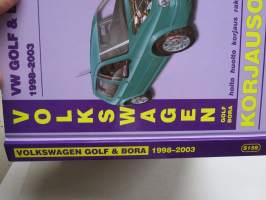 VW GOLF &
1998-2003
VOLKSWAGEN
GOLF
BORA
hoito huolto korjaus
KORJAUSO
VOLKSWAGEN GOLF & BORA 1998–2003